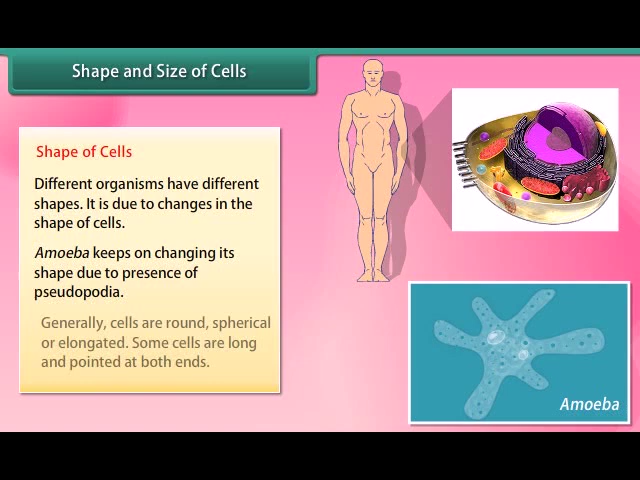 Shape and Size of Cells
Shape of Cells
Different organisms have different
shapes. It is due to changes in the
shape of cells.
Amoeba keeps on changing its
shape due to presence of
pseudopodia.
Generally, cells are round, spherical
or elongated. Some cells are long
and pointed at both ends.
Amoeba